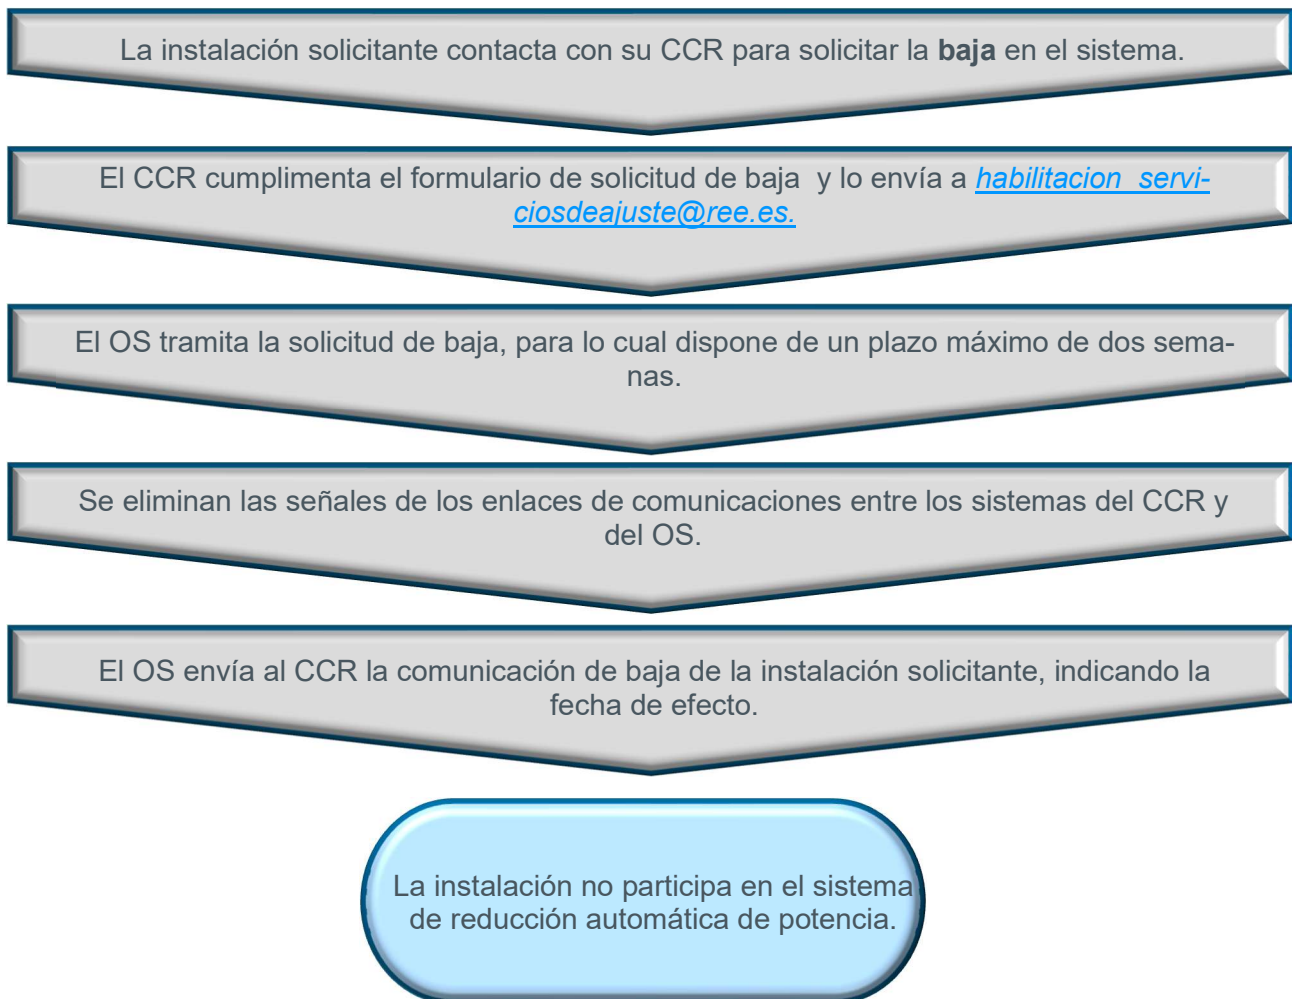 La instalación solicitante contacta con su CCR para solicitar la baja en el sistema.
El CCR cumplimenta el formulario de solicitud de baja  y lo envía a habilitacion_servi-
ciosdeajuste@ree.es.
El OS tramita la solicitud de baja, para lo cual dispone de un plazo máximo de dos sema-
nas.
Se eliminan las señales de los enlaces de comunicaciones entre los sistemas del CCR y
del OS.
El OS envía al CCR la comunicación de baja de la instalación solicitante, indicando la
fecha de efecto.
La instalación no participa en el sistema
de reducción automática de potencia.